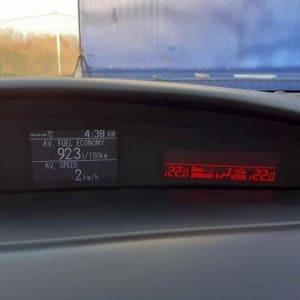 ---°C 4:38 AM
AV. FUEL ECONOMY
92.3 l/100km
AV. SPEED
2 km/h
22.0 22.0